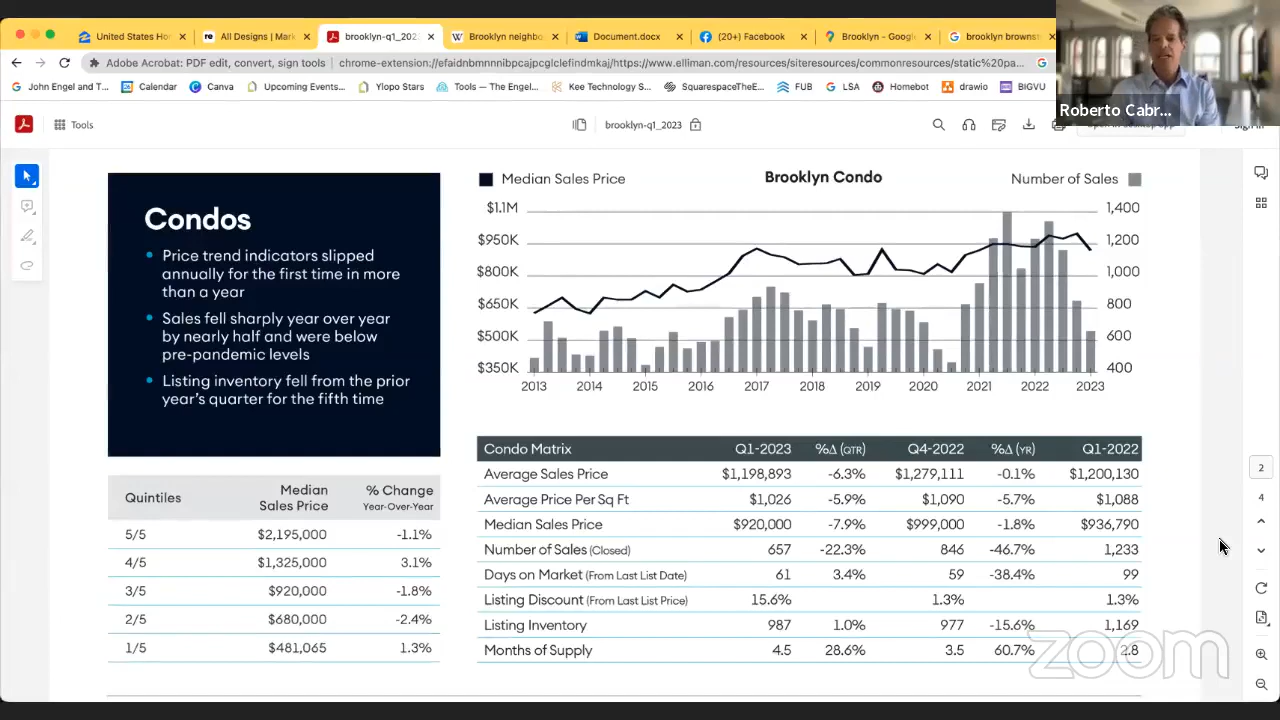 United States Ho
All Designs | Mark
brooklyn-q1_202
Brooklyn neighbo
Document.docx
(20+) Facebook
Brooklyn - Google
brooklyn brownst
Adobe Acrobat: PDF edit, convert, sign tools
chrome-extension://efaidnbmnnnibpcajpcglclefindmkaj/https://www.elliman.com/resources/siteresources/commonresources/static%20pa...
John Engel and T...
Calendar
Canva
Upcoming Events...
Ylopo Stars
Tools — The Engel...
Kee Technology S...
SquarespaceTheE...
FUB
LSA
Homebot
drawio
BIGVU
Roberto Cabr...
Tools
brooklyn-q1_2023
Condos
Price trend indicators slipped
annually for the first time in more
than a year
Sales fell sharply year over year
by nearly half and were below
pre-pandemic levels
Listing inventory fell from the prior
year's quarter for the fifth time
Median Sales Price Brooklyn Condo Number of Sales
$1.1M 1,400
$950K 1,200
$800K 1,000
$650K 800
$500K 600
$350K 400
2013 2014 2015 2016 2017 2018 2019 2020 2021 2022 2023
Quintiles Median Sales Price % Change Year-Over-Year
5/5 $2,195,000 -1.1%
4/5 $1,325,000 3.1%
3/5 $920,000 -1.8%
2/5 $680,000 -2.4%
1/5 $481,065 1.3%
Condo Matrix Q1-2023 %Δ (QTR) Q4-2022 %Δ (YR) Q1-2022
Average Sales Price $1,198,893 -6.3% $1,279,111 -0.1% $1,200,130
Average Price Per Sq Ft $1,026 -5.9% $1,090 -5.7% $1,088
Median Sales Price $920,000 -7.9% $999,000 -1.8% $936,790
Number of Sales (Closed) 657 -22.3% 846 -46.7% 1,233
Days on Market (From Last List Date) 61 3.4% 59 -38.4% 99
Listing Discount (From Last List Price) 15.6% 1.3% 1.3%
Listing Inventory 987 1.0% 977 -15.6% 1,169
Months of Supply 4.5 28.6% 3.5 60.7% 2.8
2
4
zoom